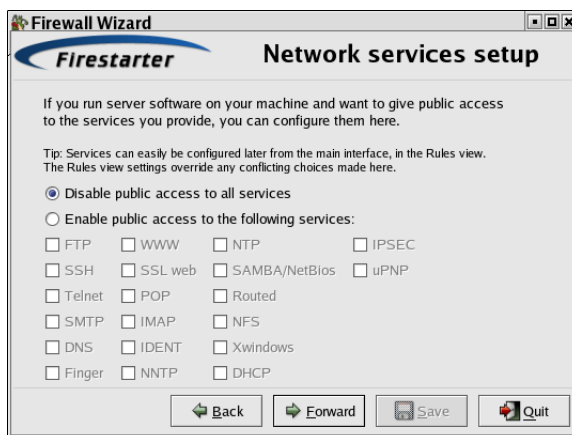 Firewall Wizard
Firestarter
Network services setup
If you run server software on your machine and want to give public access
to the services you provide, you can configure them here.
Tip: Services can easily be configured later from the main interface, in the Rules view.
The Rules view settings override any conflicting choices made here.
Disable public access to all services
Enable public access to the following services:
FTP WWW NTP IPSEC
SSH SSL web SAMBA/NetBios uPNP
Telnet POP Routed
SMTP IMAP NFS
DNS IDENT Xwindows
Finger NNTP DHCP
Back Forward Save Quit